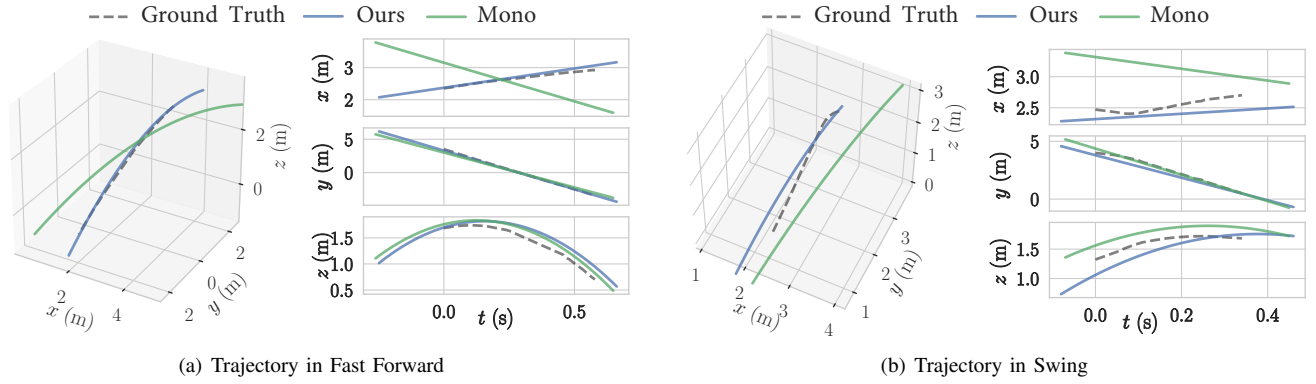 Ground Truth Ours Mono
Ground Truth Ours Mono
x (m)
3
2
y (m)
5
0
z (m)
1.5
1.0
0.5
0.0 0.5
t (s)
2
0
z (m)
2
4
x (m)
2
0
2
y (m)
x (m)
3.0
2.5
y (m)
5
0
z (m)
1.5
1.0
0.0 0.2 0.4
t (s)
3
2
1
0
z (m)
1
2
3
4
x (m)
3
2
1
y (m)
(a) Trajectory in Fast Forward
(b) Trajectory in Swing